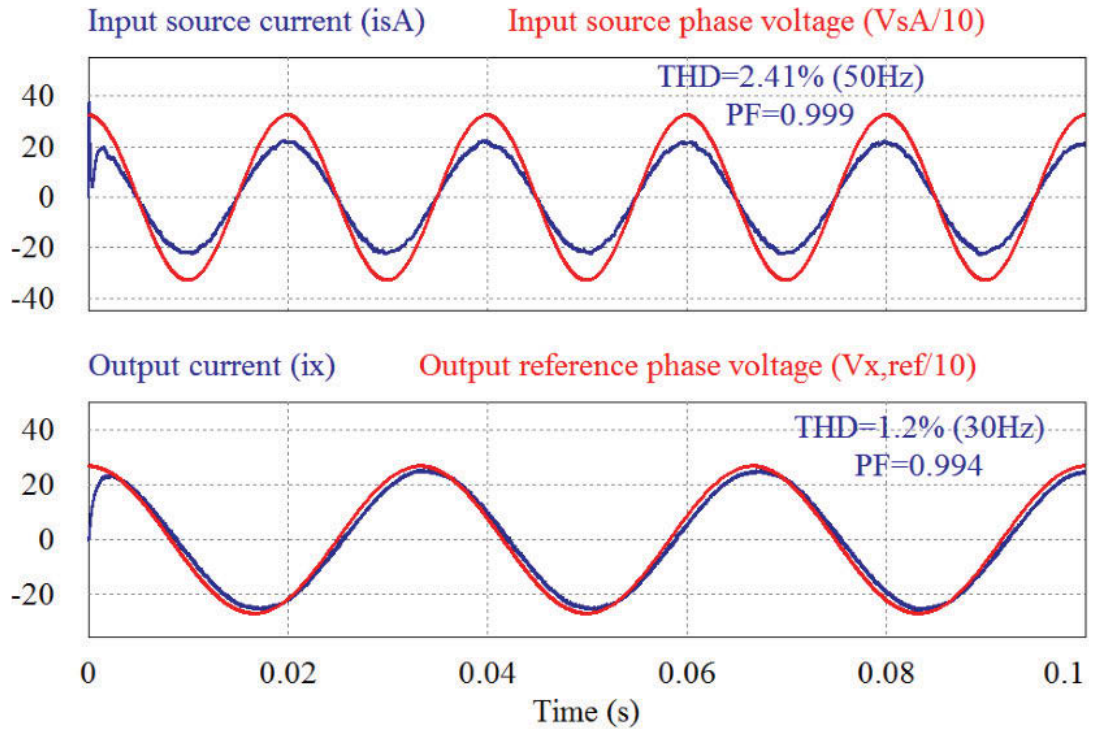 Input source current (isA) Input source phase voltage (VsA/10)
THD=2.41% (50Hz)
PF=0.999
40
20
0
-20
-40
Output current (ix) Output reference phase voltage (Vx,ref/10)
THD=1.2% (30Hz)
PF=0.994
40
20
0
-20
0 0.02 0.04 0.06 0.08 0.1
Time (s)